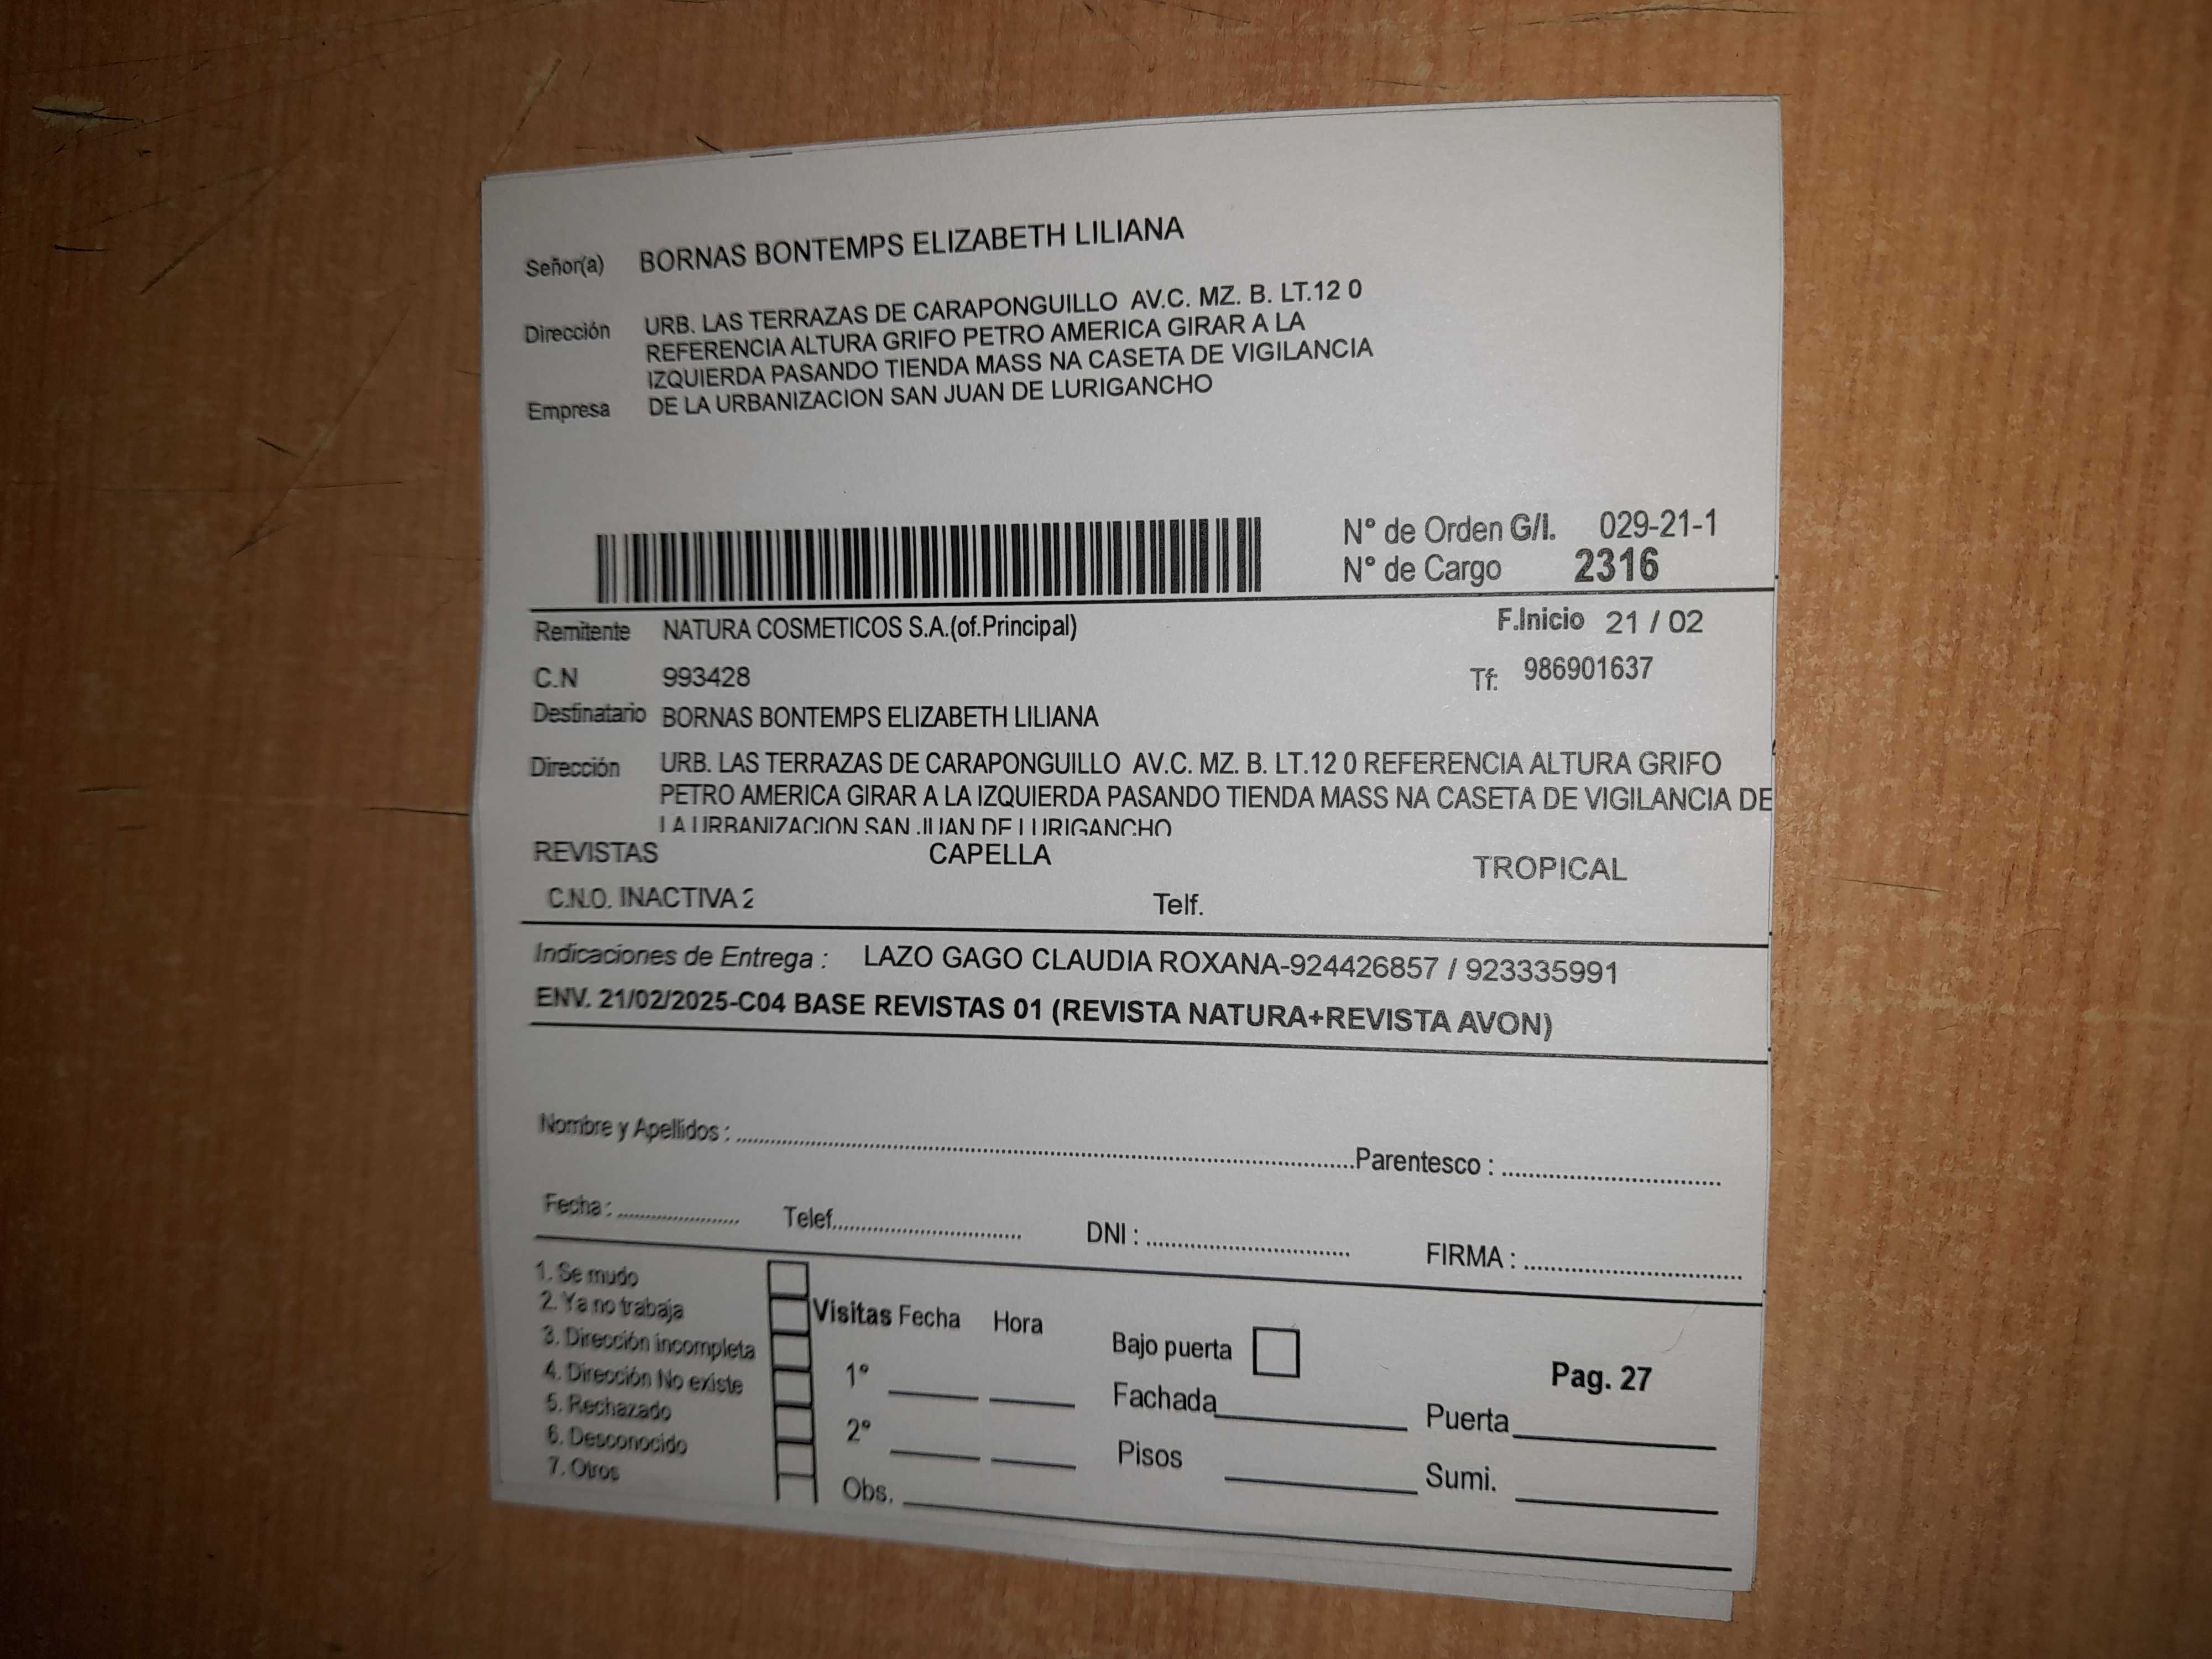 Señor(a) BORNAS BONTEMPS ELIZABETH LILIANA
Dirección URB. LAS TERRAZAS DE CARAPONGUILLO AV.C. MZ. B. LT.12 0
REFERENCIA ALTURA GRIFO PETRO AMERICA GIRAR A LA
IZQUIERDA PASANDO TIENDA MASS NA CASETA DE VIGILANCIA
Empresa DE LA URBANIZACION SAN JUAN DE LURIGANCHO
N° de Orden G/I. 029-21-1
N° de Cargo 2316
Remitente NATURA COSMETICOS S.A.(of.Principal) F.Inicio 21 / 02
C.N 993428 Tf: 986901637
Destinatario BORNAS BONTEMPS ELIZABETH LILIANA
Dirección URB. LAS TERRAZAS DE CARAPONGUILLO AV.C. MZ. B. LT.12 0 REFERENCIA ALTURA GRIFO
PETRO AMERICA GIRAR A LA IZQUIERDA PASANDO TIENDA MASS NA CASETA DE VIGILANCIA DE
LA URBANIZACION SAN JUAN DE LURIGANCHO
REVISTAS CAPELLA TROPICAL
C.N.O. INACTIVA 2 Telf.
Indicaciones de Entrega : LAZO GAGO CLAUDIA ROXANA-924426857 / 923335991
ENV. 21/02/2025-C04 BASE REVISTAS 01 (REVISTA NATURA+REVISTA AVON)
Nombre y Apellidos : Parentesco :
Fecha : Telef. DNI : FIRMA :
1. Se mudo
2. Ya no trabaja
3. Dirección incompleta
4. Dirección No existe
5. Rechazado
6. Desconocido
7. Otros
Visitas Fecha Hora
1°
2°
Obs.
Bajo puerta
Fachada
Pisos
Pag. 27
Puerta
Sumi.